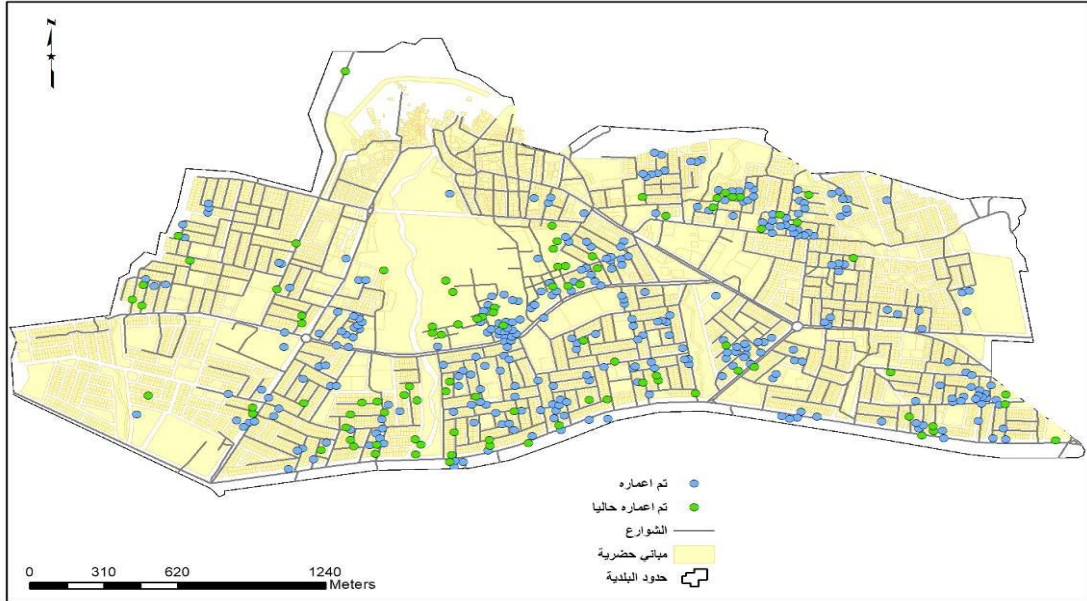 N
تم اعماره
تم اعماره حاليا
الشوارع
مباني حضرية
حدود البلدية
0 310 620 1240
Meters